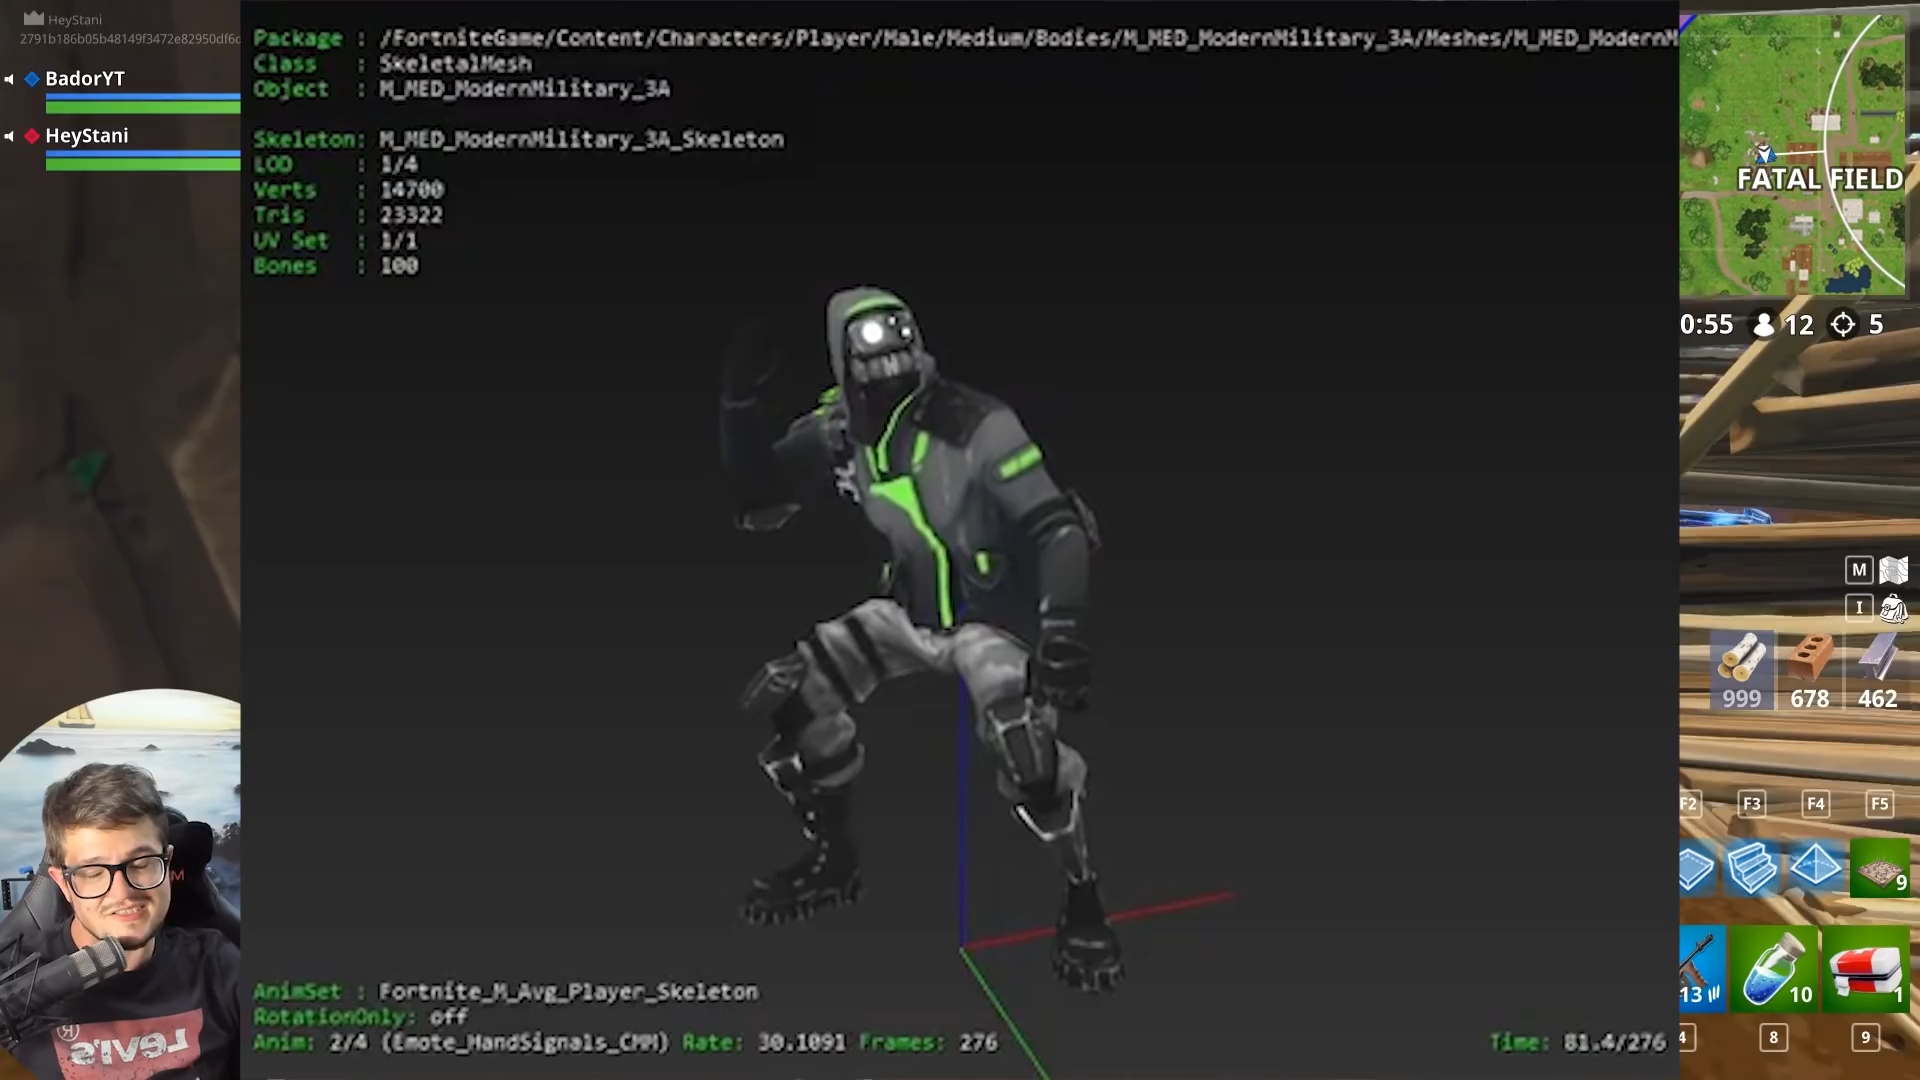 HeyStani
2791b186b05b48149f3472e82950df6c
BadorYT
HeyStani
Package : /FortniteGame/Content/Characters/Player/Male/Medium/Bodies/M_MED_ModernMilitary_3A/Meshes/M_MED_ModernM
Class : SkeletalMesh
Object : M_MED_ModernMilitary_3A
Skeleton: M_MED_ModernMilitary_3A_Skeleton
LOD : 1/4
Verts : 14700
Tris : 23322
UV Set : 1/1
Bones : 100
AnimSet : Fortnite_M_Avg_Player_Skeleton
RotationOnly: off
Anim: 2/4 (Emote_HandSignals_CMM) Rate: 30.1091 Frames: 276
Time: 81.4/276
FATAL FIELD
0:55 12 5
M
I
999 678 462
F2 F3 F4 F5
9
13 10 1
4 8 9
Levi's